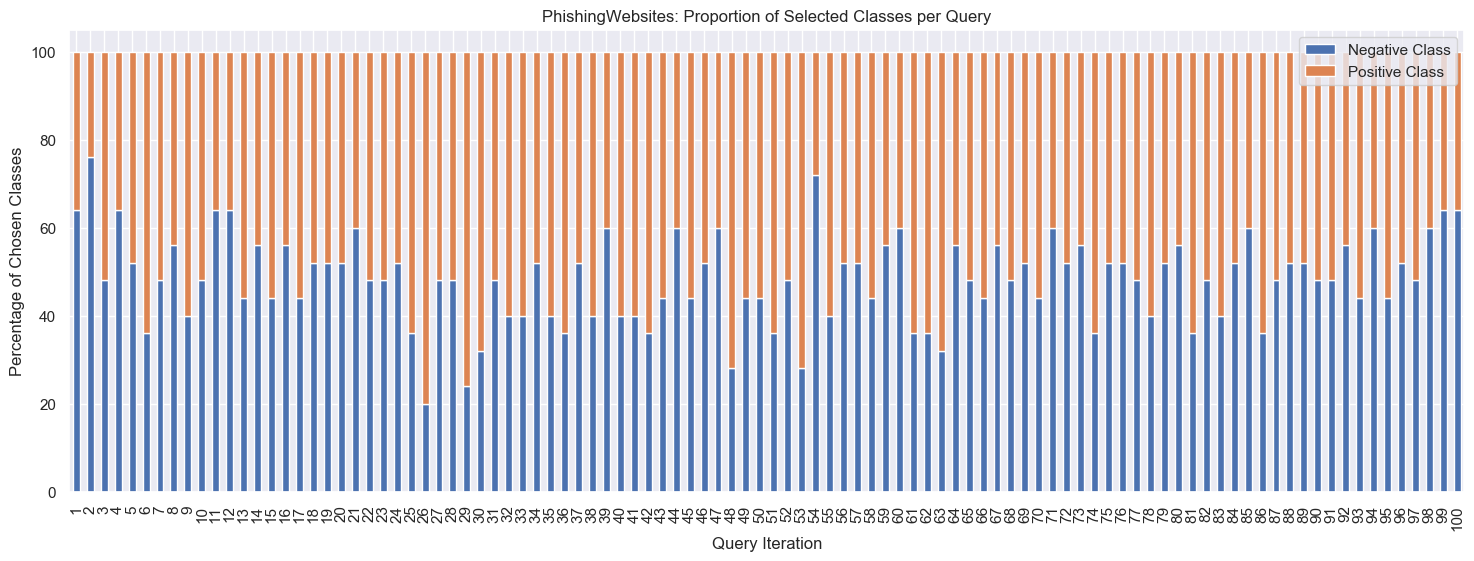 PhishingWebsites: Proportion of Selected Classes per Query
Negative Class
Positive Class
Percentage of Chosen Classes
100
80
60
40
20
0
1 2 3 4 5 6 7 8 9 10 11 12 13 14 15 16 17 18 19 20 21 22 23 24 25 26 27 28 29 30 31 32 33 34 35 36 37 38 39 40 41 42 43 44 45 46 47 48 49 50 51 52 53 54 55 56 57 58 59 60 61 62 63 64 65 66 67 68 69 70 71 72 73 74 75 76 77 78 79 80 81 82 83 84 85 86 87 88 89 90 91 92 93 94 95 96 97 98 99 100
Query Iteration